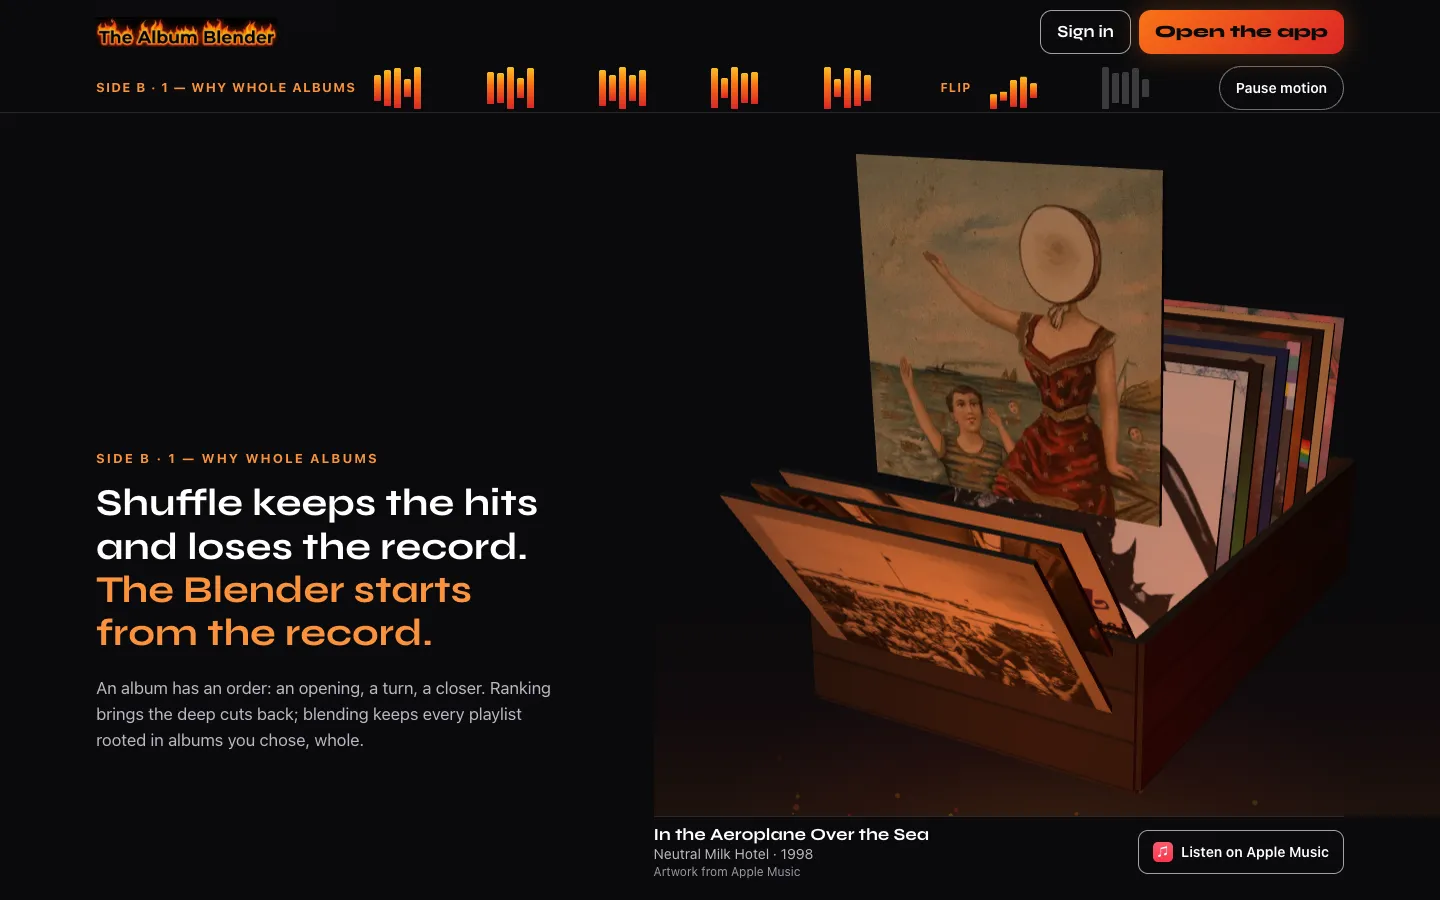 The Album Blender
Sign in
Open the app
SIDE B · 1 — WHY WHOLE ALBUMS
FLIP
Pause motion
SIDE B · 1 — WHY WHOLE ALBUMS
Shuffle keeps the hits
and loses the record.
The Blender starts
from the record.
An album has an order: an opening, a turn, a closer. Ranking
brings the deep cuts back; blending keeps every playlist
rooted in albums you chose, whole.
In the Aeroplane Over the Sea
Neutral Milk Hotel · 1998
Artwork from Apple Music
Listen on Apple Music